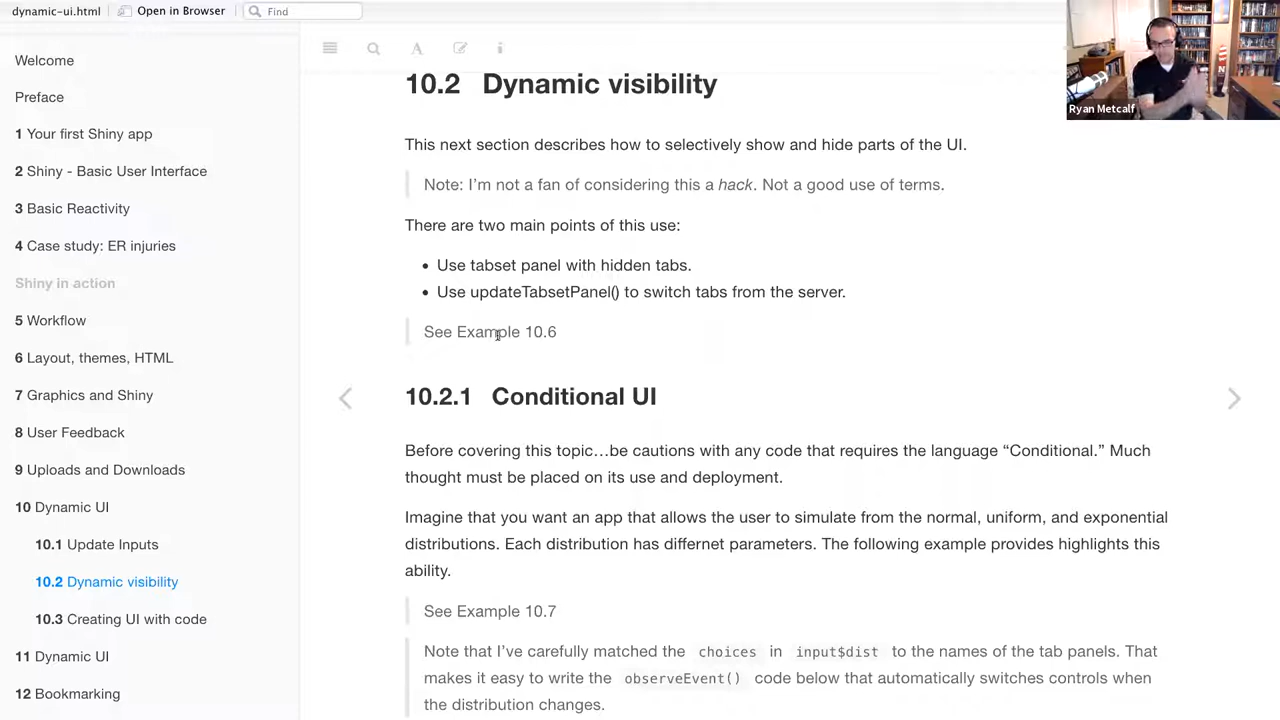 dynamic-ui.html
Open in Browser
Find
Welcome
Preface
1 Your first Shiny app
2 Shiny - Basic User Interface
3 Basic Reactivity
4 Case study: ER injuries
Shiny in action
5 Workflow
6 Layout, themes, HTML
7 Graphics and Shiny
8 User Feedback
9 Uploads and Downloads
10 Dynamic UI
10.1 Update Inputs
10.2 Dynamic visibility
10.3 Creating UI with code
11 Dynamic UI
12 Bookmarking
A
i
10.2 Dynamic visibility
This next section describes how to selectively show and hide parts of the UI.
Note: I'm not a fan of considering this a hack. Not a good use of terms.
There are two main points of this use:
• Use tabset panel with hidden tabs.
• Use updateTabsetPanel() to switch tabs from the server.
See Example 10.6
10.2.1 Conditional UI
Before covering this topic…be cautions with any code that requires the language “Conditional.” Much
thought must be placed on its use and deployment.
Imagine that you want an app that allows the user to simulate from the normal, uniform, and exponential
distributions. Each distribution has differnet parameters. The following example provides highlights this
ability.
See Example 10.7
Note that I've carefully matched the choices in input$dist to the names of the tab panels. That
makes it easy to write the observeEvent() code below that automatically switches controls when
the distribution changes.
Ryan Metcalf